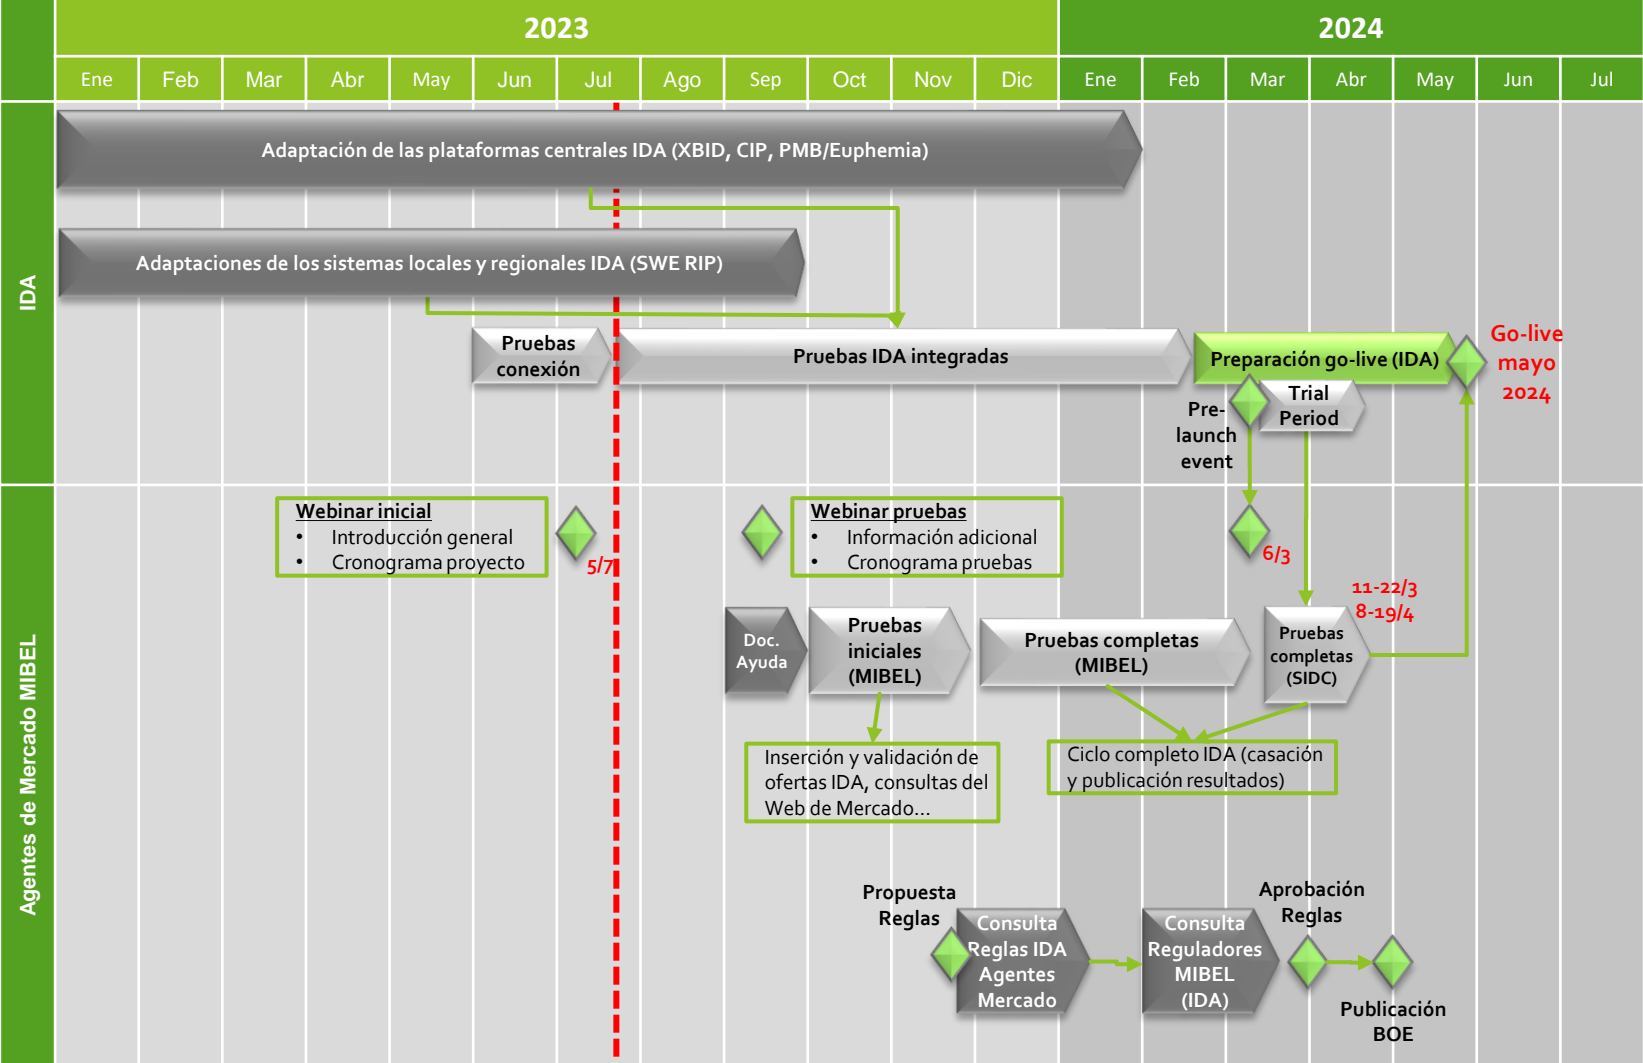 2023
2024
Ene
Feb
Mar
Abr
May
Jun
Jul
Ago
Sep
Oct
Nov
Dic
Ene
Feb
Mar
Abr
May
Jun
Jul
IDA
Adaptación de las plataformas centrales IDA (XBID, CIP, PMB/Euphemia)
Adaptaciones de los sistemas locales y regionales IDA (SWE RIP)
Pruebas
conexión
Pruebas IDA integradas
Preparación go-live (IDA)
Go-live
mayo
2024
Pre-
launch
event
Trial
Period
Agentes de Mercado MIBEL
Webinar inicial
• Introducción general
• Cronograma proyecto
5/7
Webinar pruebas
• Información adicional
• Cronograma pruebas
6/3
11-22/3
8-19/4
Doc.
Ayuda
Pruebas
iniciales
(MIBEL)
Pruebas completas
(MIBEL)
Pruebas
completas
(SIDC)
Inserción y validación de
ofertas IDA, consultas del
Web de Mercado...
Ciclo completo IDA (casación
y publicación resultados)
Propuesta
Reglas
Consulta
Reglas IDA
Agentes
Mercado
Consulta
Reguladores
MIBEL
(IDA)
Aprobación
Reglas
Publicación
BOE